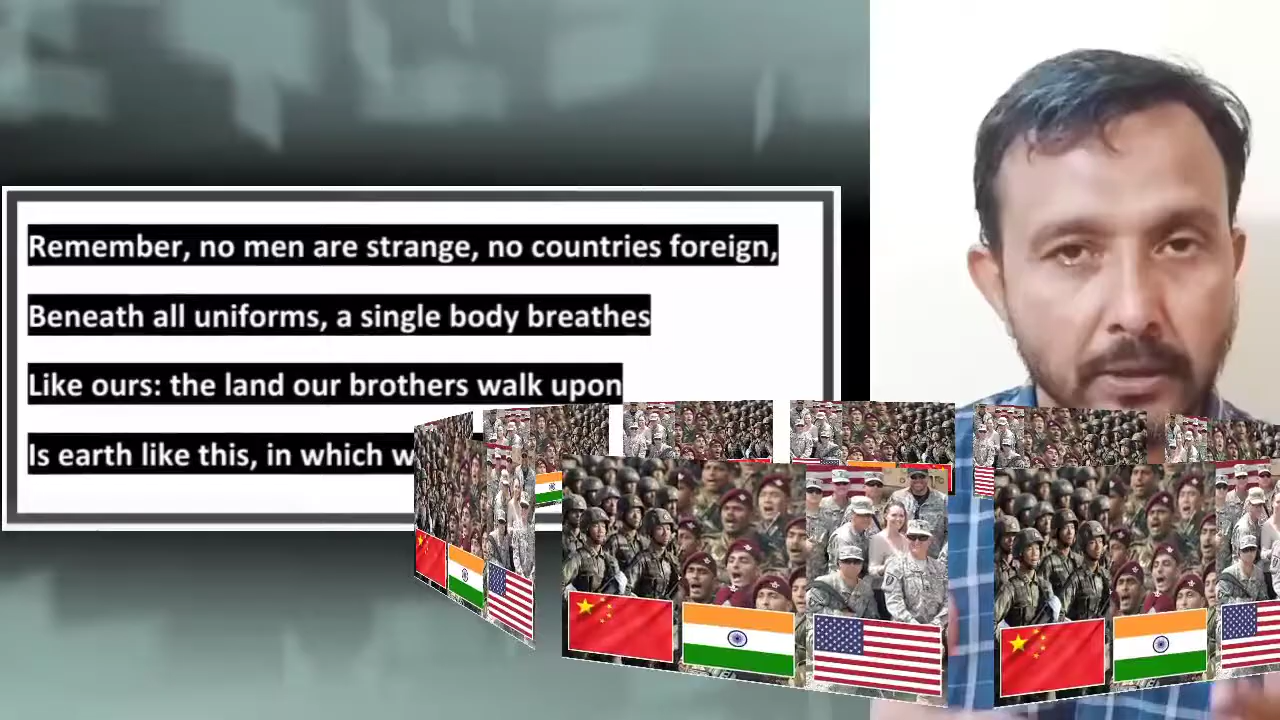 Remember, no men are strange, no countries foreign,
Beneath all uniforms, a single body breathes
Like ours: the land our brothers walk upon
Is earth like this, in which